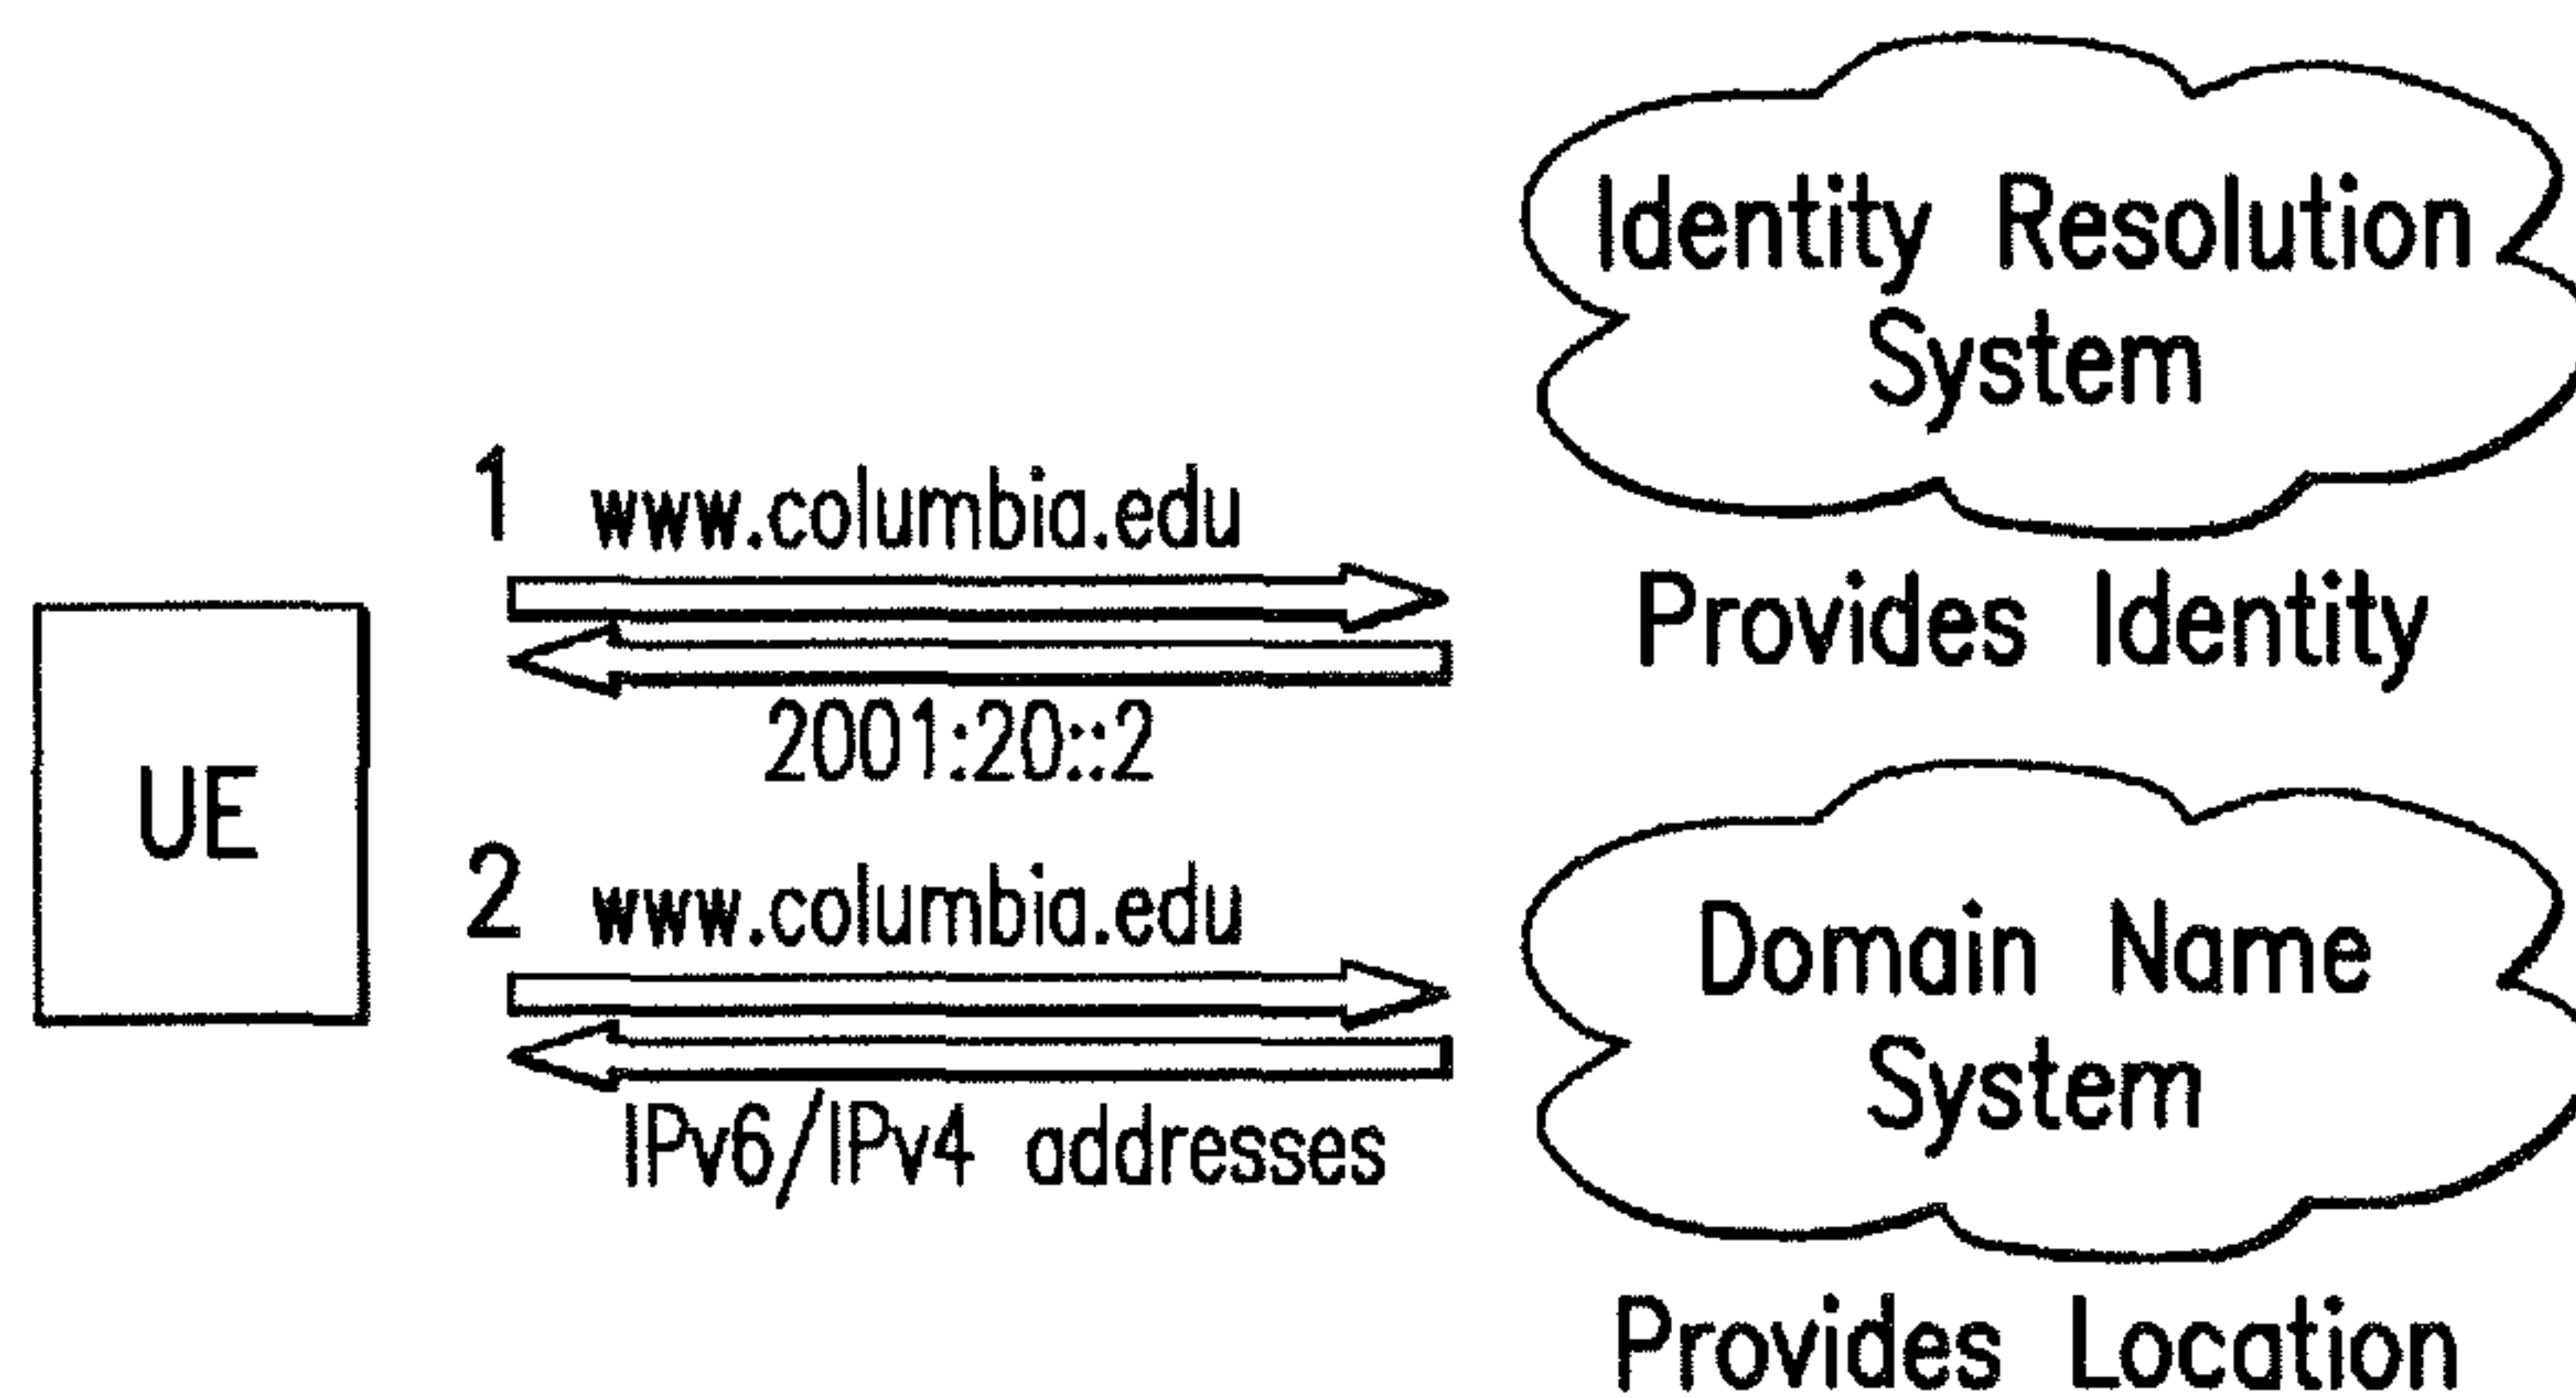 Identity Resolution
System
1 www.columbia.edu
Provides Identity
2001:20::2
UE
2 www.columbia.edu
Domain Name
System
IPv6/IPv4 addresses
Provides Location